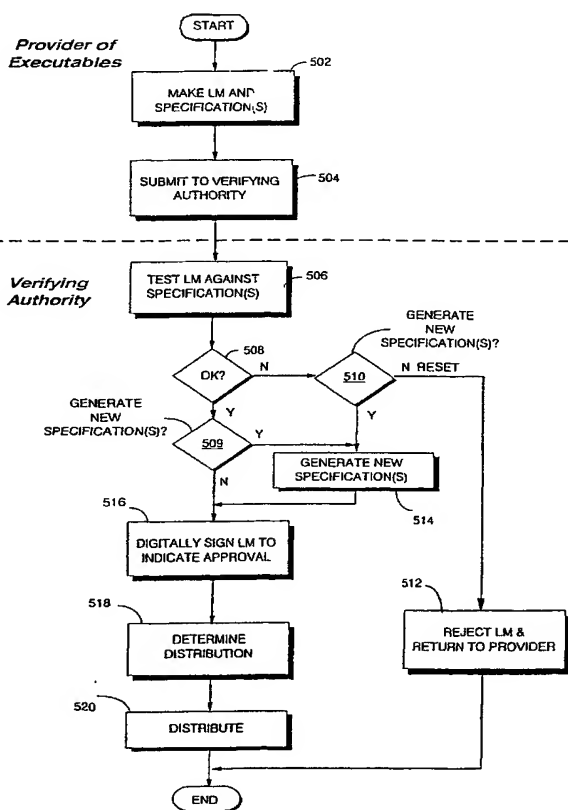 START
Provider of
Executables
502
MAKE LM AND
SPECIFICATION(S)
504
SUBMIT TO VERIFYING
AUTHORITY
Verifying
Authority
TEST LM AGAINST
SPECIFICATION(S)
506
GENERATE
NEW
SPECIFICATION(S)?
508
OK?
N
510
N RESET
GENERATE
NEW
SPECIFICATION(S)?
Y
Y
509
Y
GENERATE NEW
SPECIFICATION(S)
N
514
516
DIGITALLY SIGN LM TO
INDICATE APPROVAL
518
512
DETERMINE
DISTRIBUTION
REJECT LM &
RETURN TO PROVIDER
520
DISTRIBUTE
END